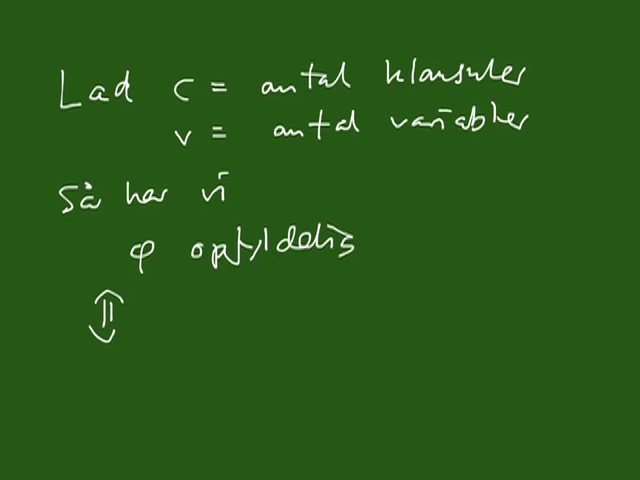 Lad c = antal klausuler
v = antal variabler
Så har vi
φ opfyldelig
⇕